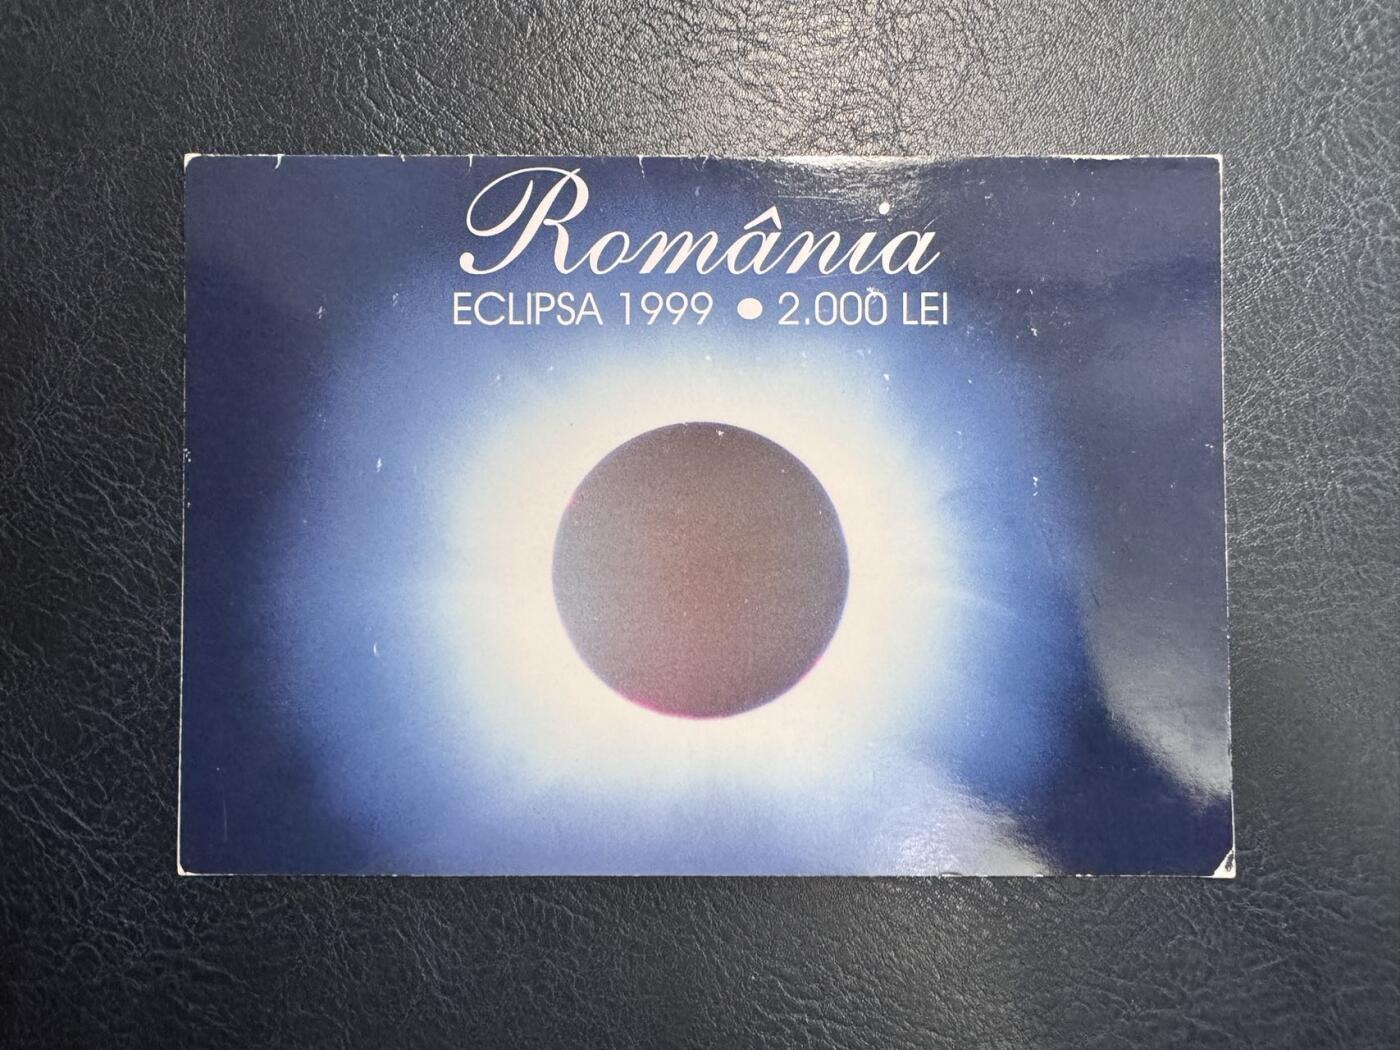 România
ECLIPSA 1999 ● 2.000 LEI